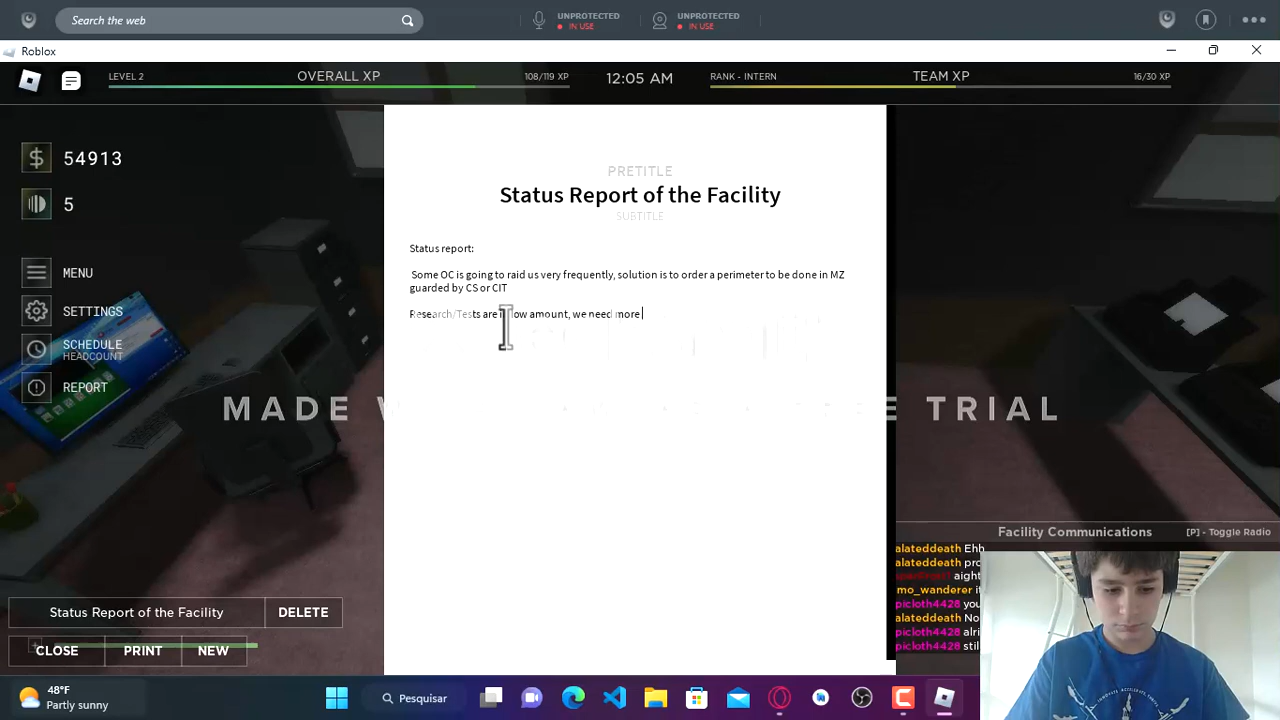 Search the web
UNPROTECTED
IN USE
UNPROTECTED
IN USE
Roblox
LEVEL 2
OVERALL XP
108/119 XP
12:05 AM
RANK - INTERN
TEAM XP
16/30 XP
$ 54913
5
MENU
SETTINGS
SCHEDULE
HEADCOUNT
REPORT
PRETITLE
Status Report of the Facility
SUBTITLE
Status report:
Some OC is going to raid us very frequently, solution is to order a perimeter to be done in MZ
guarded by CS or CIT
Research/Tests are low amount, we need more
MADE
TRIAL
Facility Communications
[P] - Toggle Radio
alateddeath Ehh
alateddeath pro
aight
mo_wanderer i
picloth4428 you
alateddeath No
picloth4428 alri
picloth4428 still
Status Report of the Facility
DELETE
CLOSE
PRINT
NEW
48°F
Partly sunny
Pesquisar